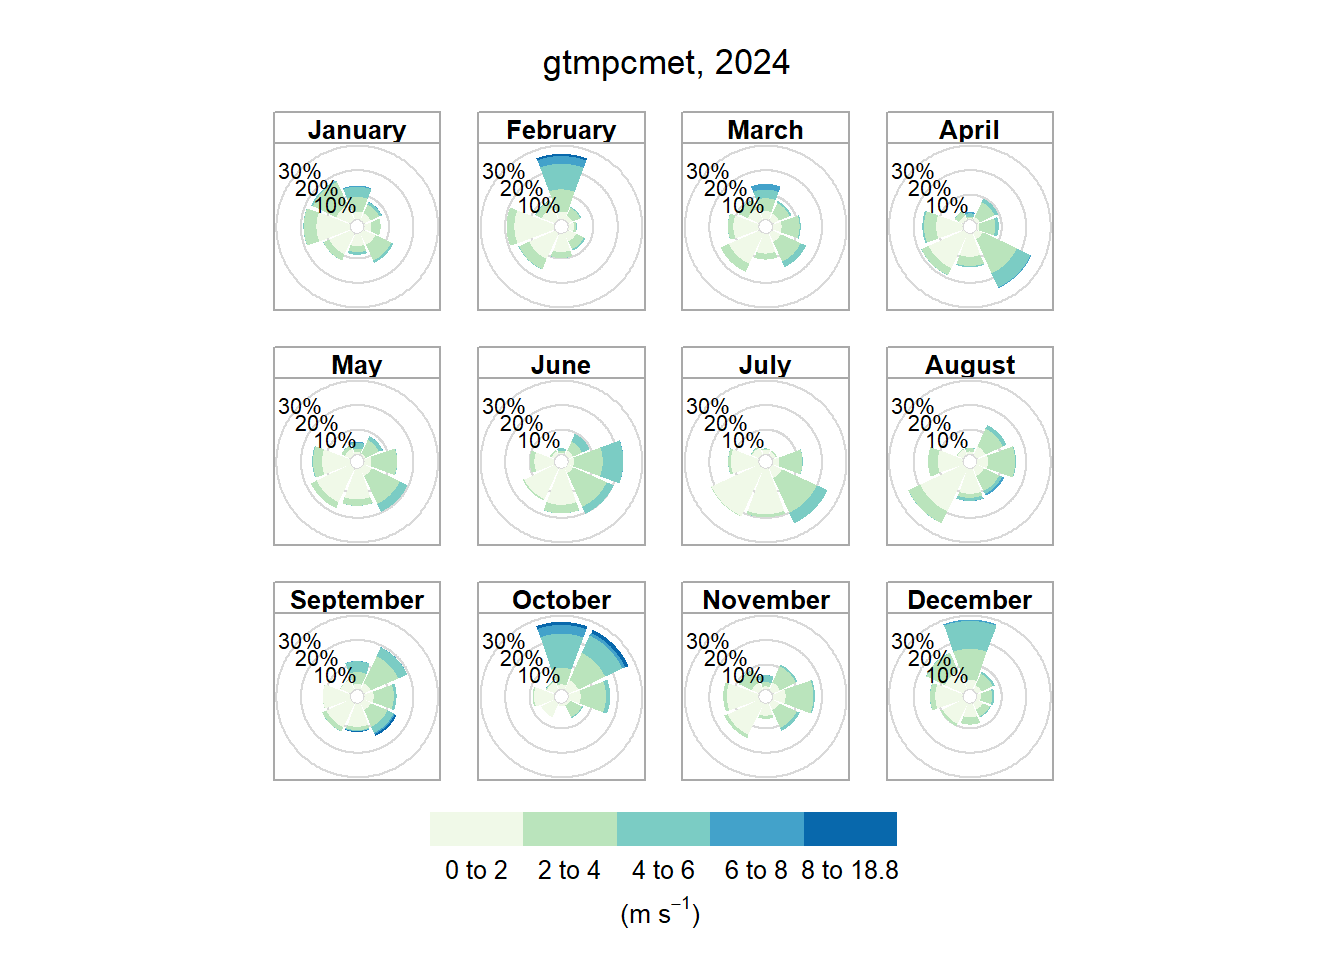 gtmpcmet, 2024
January February March April
30% 30% 30% 30%
20% 20% 20% 20%
10% 10% 10% 10%
May June July August
30% 30% 30% 30%
20% 20% 20% 20%
10% 10% 10% 10%
September October November December
30% 30% 30% 30%
20% 20% 20% 20%
10% 10% 10% 10%
0 to 2 2 to 4 4 to 6 6 to 8 8 to 18.8
(m s⁻¹)